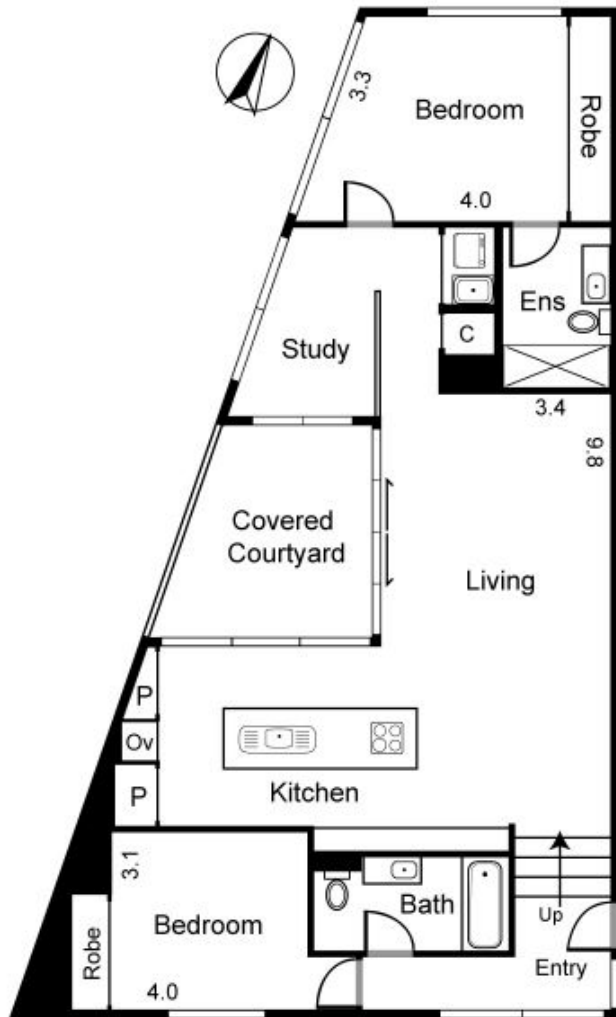 3.3
Bedroom
Robe
4.0
Ens
C
Study
3.4
9.8
Covered
Courtyard
Living
P
Ov
P
Kitchen
3.1
Bedroom
Robe
4.0
Bath
Up
Entry